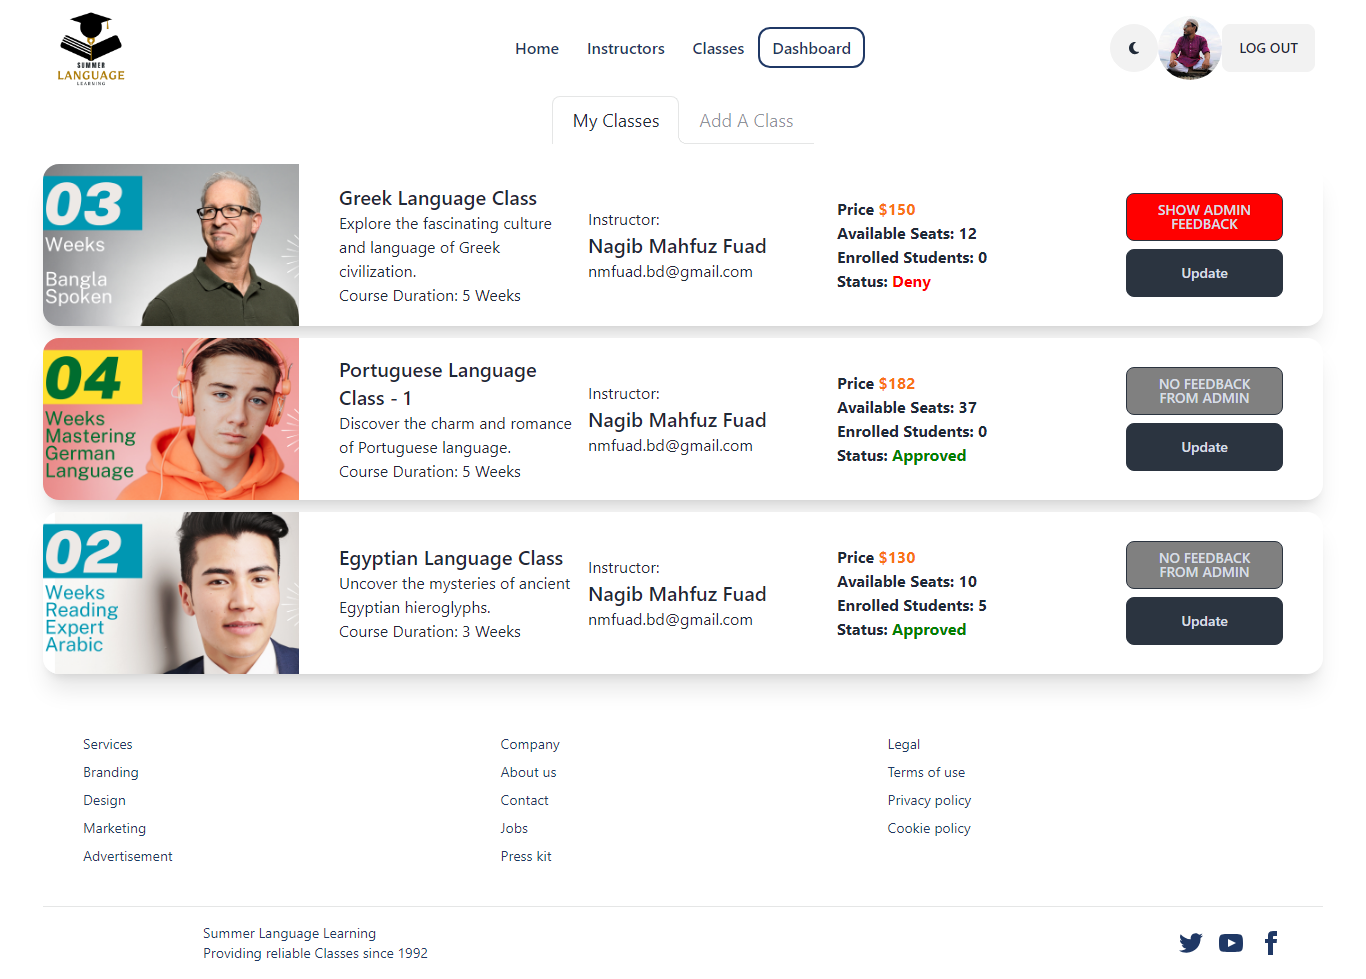 SUMMER
LANGUAGE
LEARNING
Home
Instructors
Classes
Dashboard
LOG OUT
My Classes
Add A Class
03
Weeks
Bangla
Spoken
Greek Language Class
Explore the fascinating culture
and language of Greek
civilization.
Course Duration: 5 Weeks
Instructor:
Nagib Mahfuz Fuad
nmfuad.bd@gmail.com
Price $150
Available Seats: 12
Enrolled Students: 0
Status: Deny
SHOW ADMIN
FEEDBACK
Update
04
Weeks
Mastering
German
Language
Portuguese Language
Class - 1
Discover the charm and romance
of Portuguese language.
Course Duration: 5 Weeks
Instructor:
Nagib Mahfuz Fuad
nmfuad.bd@gmail.com
Price $182
Available Seats: 37
Enrolled Students: 0
Status: Approved
NO FEEDBACK
FROM ADMIN
Update
02
Weeks
Reading
Expert
Arabic
Egyptian Language Class
Uncover the mysteries of ancient
Egyptian hieroglyphs.
Course Duration: 3 Weeks
Instructor:
Nagib Mahfuz Fuad
nmfuad.bd@gmail.com
Price $130
Available Seats: 10
Enrolled Students: 5
Status: Approved
NO FEEDBACK
FROM ADMIN
Update
Services
Branding
Design
Marketing
Advertisement
Company
About us
Contact
Jobs
Press kit
Legal
Terms of use
Privacy policy
Cookie policy
Summer Language Learning
Providing reliable Classes since 1992